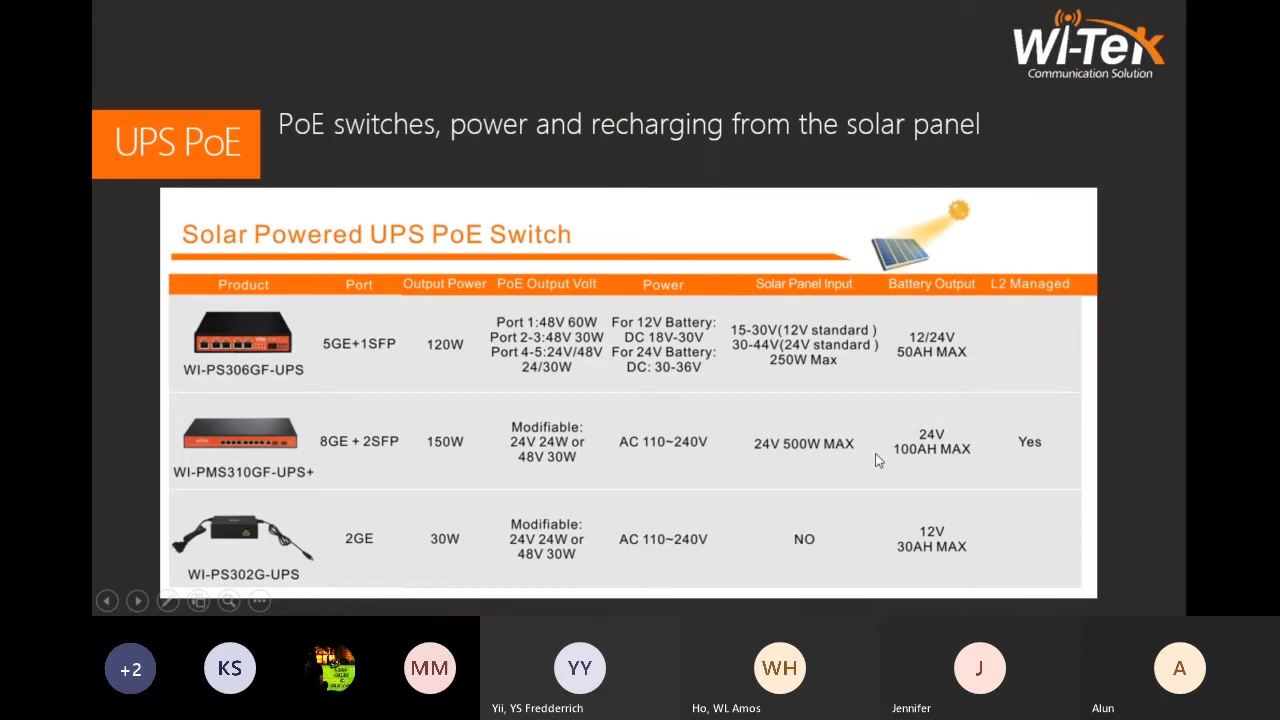 WI-TEK
Communication Solution
UPS PoE
PoE switches, power and recharging from the solar panel
Solar Powered UPS PoE Switch
Product Port Output Power PoE Output Volt Power Solar Panel Input Battery Output L2 Managed
WI-PS306GF-UPS
5GE+1SFP
120W
Port 1:48V 60W
Port 2-3:48V 30W
Port 4-5:24V/48V
24/30W
For 12V Battery:
DC 18V-30V
For 24V Battery:
DC: 30-36V
15-30V(12V standard )
30-44V(24V standard )
250W Max
12/24V
50AH MAX
WI-PMS310GF-UPS+
8GE + 2SFP
150W
Modifiable:
24V 24W or
48V 30W
AC 110~240V
24V 500W MAX
24V
100AH MAX
Yes
WI-PS302G-UPS
2GE
30W
Modifiable:
24V 24W or
48V 30W
AC 110~240V
NO
12V
30AH MAX
+2
KS
MM
YY
WH
J
A
Yii, YS Fredderrich
Ho, WL Amos
Jennifer
Alun